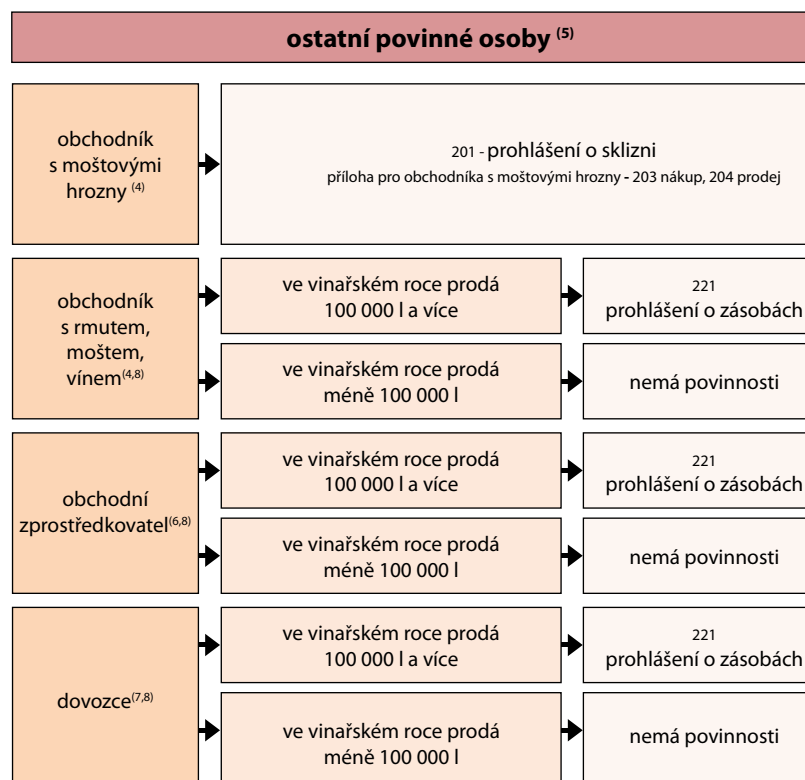 ostatní povinné osoby (5)
obchodník
s moštovými
hrozny (4)
201 - prohlášení o sklizni
příloha pro obchodníka s moštovými hrozny - 203 nákup, 204 prodej
obchodník
s rmutem,
moštem,
vínem(4,8)
ve vinařském roce prodá
100 000 l a více
221
prohlášení o zásobách
ve vinařském roce prodá
méně 100 000 l
nemá povinnosti
obchodní
zprostředkovatel(6,8)
ve vinařském roce prodá
100 000 l a více
221
prohlášení o zásobách
ve vinařském roce prodá
méně 100 000 l
nemá povinnosti
dovozce(7,8)
ve vinařském roce prodá
100 000 l a více
221
prohlášení o zásobách
ve vinařském roce prodá
méně 100 000 l
nemá povinnosti